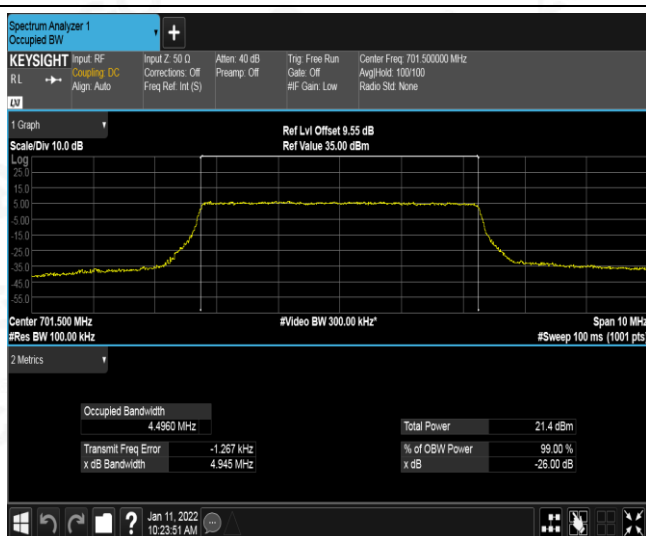 Spectrum Analyzer 1
Occupied BW
+
KEYSIGHT Input: RF Input Z: 50 Ω Atten: 40 dB Trig: Free Run Center Freq: 701.500000 MHz
RL Coupling: DC Corrections: Off Preamp: Off Gate: Off Avg|Hold: 100/100
Align: Auto Freq Ref: Int (S) #IF Gain: Low Radio Std: None
LXI
1 Graph
Ref Lvl Offset 9.55 dB
Scale/Div 10.0 dB Ref Value 35.00 dBm
Log
25.0
15.0
5.00
-5.00
-15.0
-25.0
-35.0
-45.0
-55.0
Center 701.500 MHz #Video BW 300.00 kHz* Span 10 MHz
#Res BW 100.00 kHz #Sweep 100 ms (1001 pts)
2 Metrics
Occupied Bandwidth
4.4960 MHz Total Power 21.4 dBm
Transmit Freq Error -1.267 kHz % of OBW Power 99.00 %
x dB Bandwidth 4.945 MHz x dB -26.00 dB
? Jan 11, 2022
10:23:51 AM